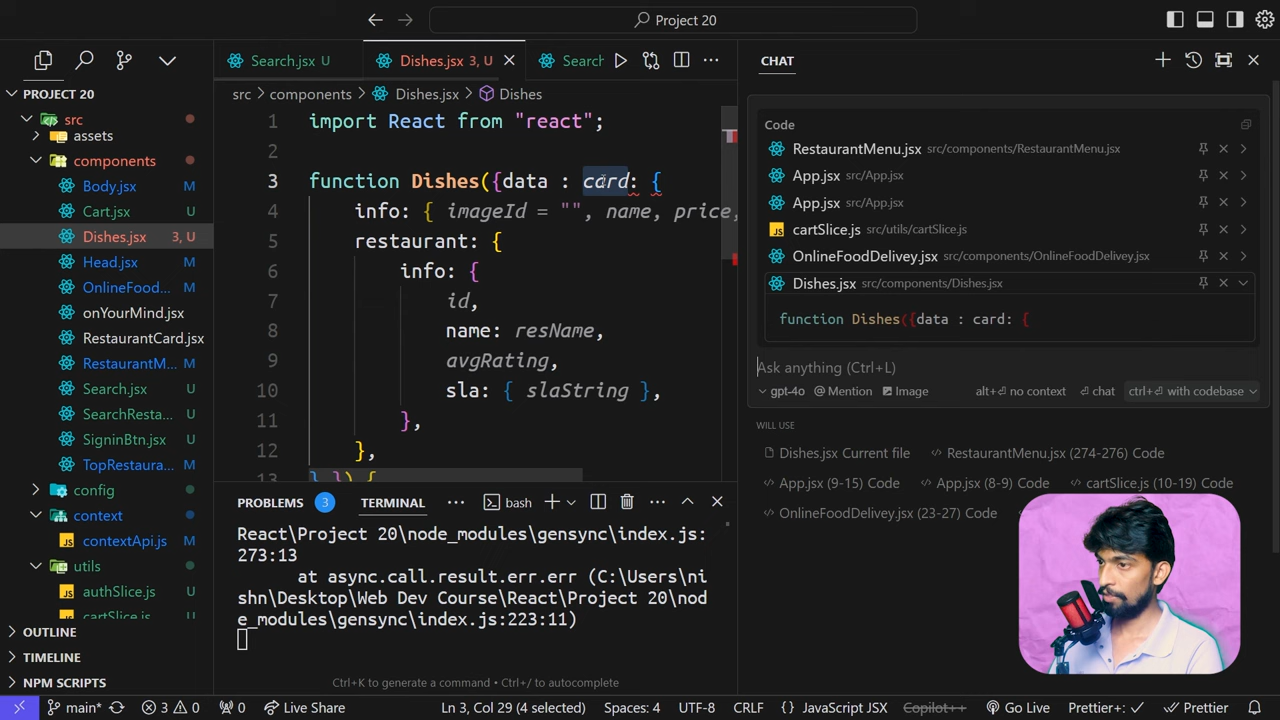 Project 20
Search.jsx U
Dishes.jsx 3, U
Search
CHAT
PROJECT 20
src
assets
components
Body.jsx M
Cart.jsx U
Dishes.jsx 3, U
Head.jsx M
OnlineFood... M
onYourMind.jsx
RestaurantCard.jsx
RestaurantM... M
Search.jsx U
SearchResta... U
SigninBtn.jsx U
TopRestaura... M
config
context
contextApi.js M
utils
authSlice.js U
OUTLINE
TIMELINE
NPM SCRIPTS
src > components > Dishes.jsx > Dishes
1 import React from "react";
2
3 function Dishes({data : card: {
4 info: { imageId = "", name, price,
5 restaurant: {
6 info: {
7 id,
8 name: resName,
9 avgRating,
10 sla: { slaString },
11 },
12 },
PROBLEMS 3 TERMINAL ... bash
React\Project 20\node_modules\gensync\index.js:
273:13
at async.call.result.err.err (C:\Users\ni
shn\Desktop\Web Dev Course\React\Project 20\nod
e_modules\gensync\index.js:223:11)
Ctrl+K to generate a command • Ctrl+/ to autocomplete
Code
RestaurantMenu.jsx src/components/RestaurantMenu.jsx
App.jsx src/App.jsx
App.jsx src/App.jsx
cartSlice.js src/utils/cartSlice.js
OnlineFoodDelivey.jsx src/components/OnlineFoodDelivey.jsx
Dishes.jsx src/components/Dishes.jsx
function Dishes({data : card: {
Ask anything (Ctrl+L)
gpt-4o @ Mention Image alt+⏎ no context ⏎ chat ctrl+⏎ with codebase
WILL USE
Dishes.jsx Current file RestaurantMenu.jsx (274-276) Code
App.jsx (9-15) Code App.jsx (8-9) Code cartSlice.js (10-19) Code
OnlineFoodDelivey.jsx (23-27) Code
main* 3 0 0 Live Share Ln 3, Col 29 (4 selected) Spaces: 4 UTF-8 CRLF {} JavaScript JSX Copilot++ Go Live Prettier+: ✓ Prettier